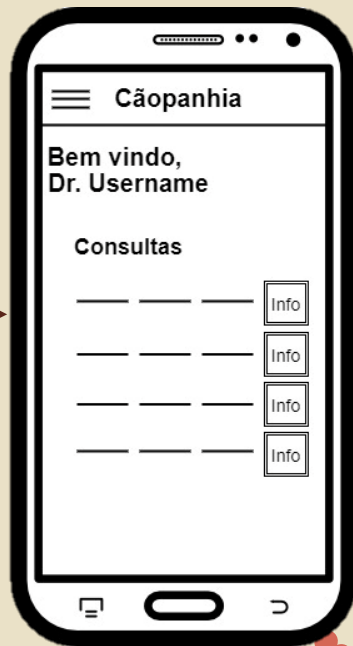 Cãopanhia
Bem vindo,
Dr. Username
Consultas
Info
Info
Info
Info